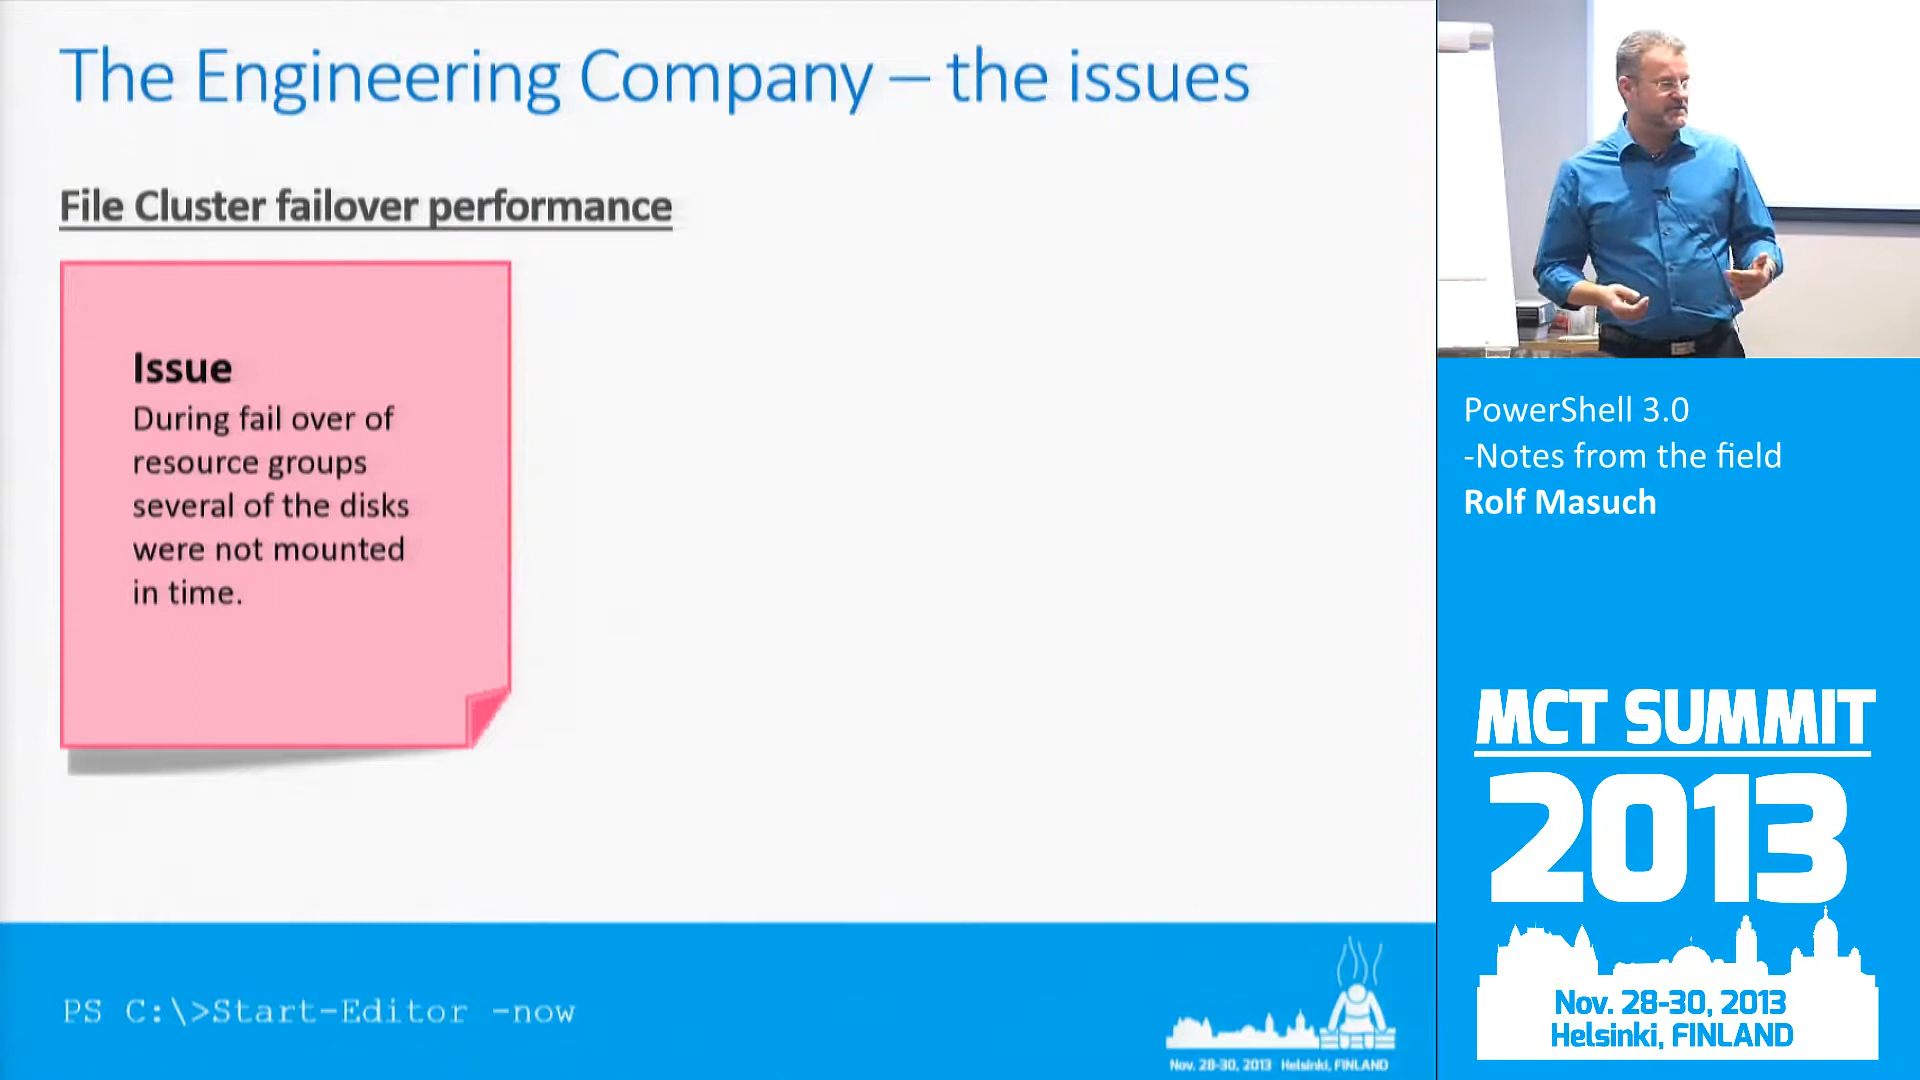 The Engineering Company – the issues
File Cluster failover performance
Issue
During fail over of
resource groups
several of the disks
were not mounted
in time.
PS C:\>Start-Editor -now
Nov. 28-30, 2013 Helsinki, FINLAND
PowerShell 3.0
-Notes from the field
Rolf Masuch
MCT SUMMIT
2013
Nov. 28-30, 2013
Helsinki, FINLAND